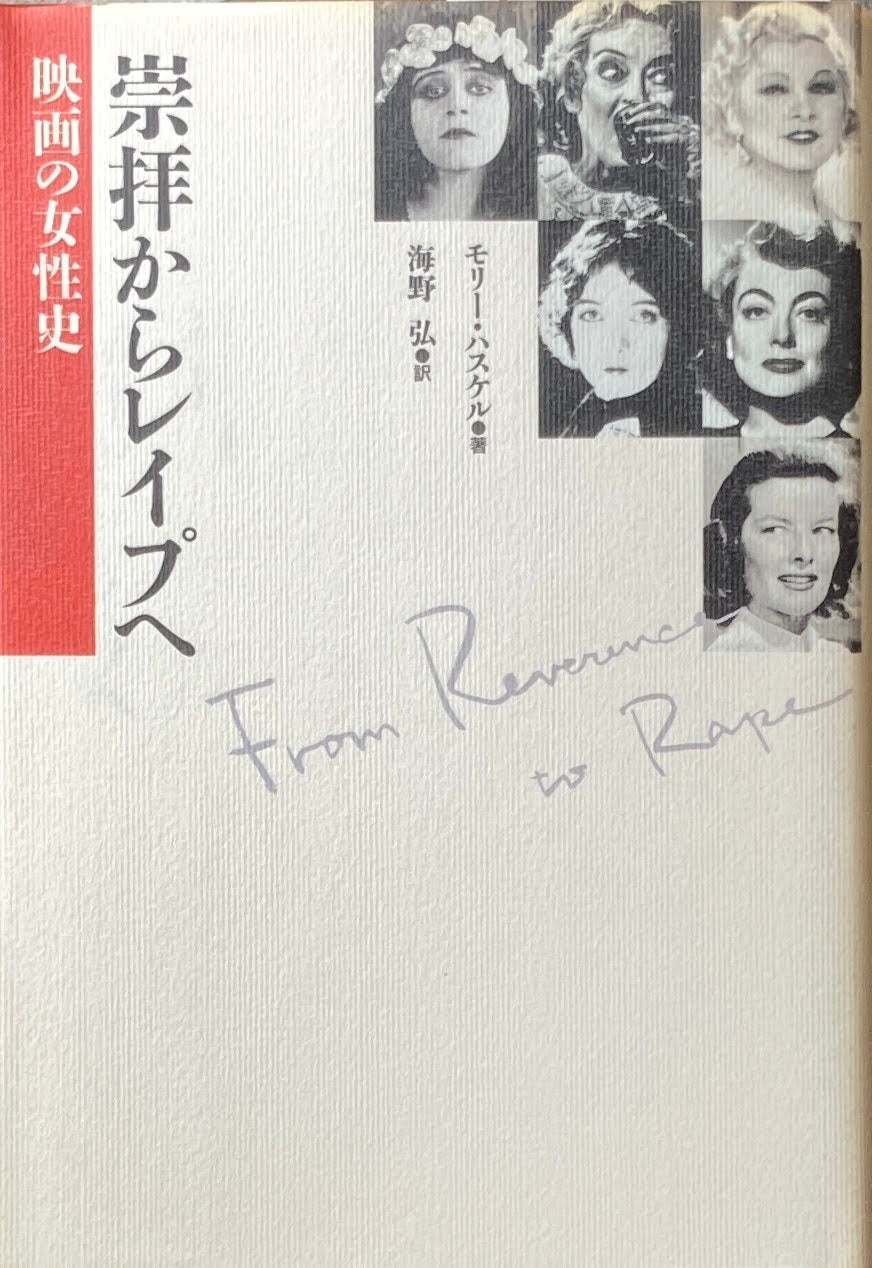 崇拝からレイプへ
映画の女性史
モリー・ハスケル●著
海野 弘●訳
From Reverence
to Rape